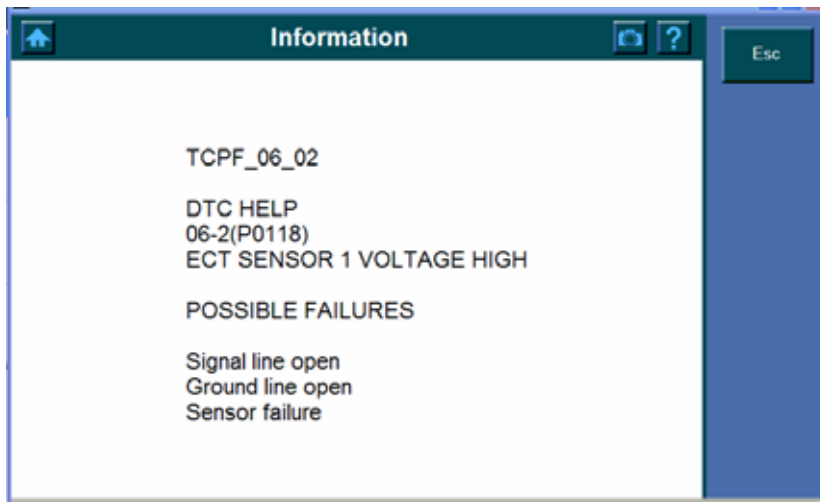 Information
?
Esc
TCPF_06_02
DTC HELP
06-2(P0118)
ECT SENSOR 1 VOLTAGE HIGH
POSSIBLE FAILURES
Signal line open
Ground line open
Sensor failure